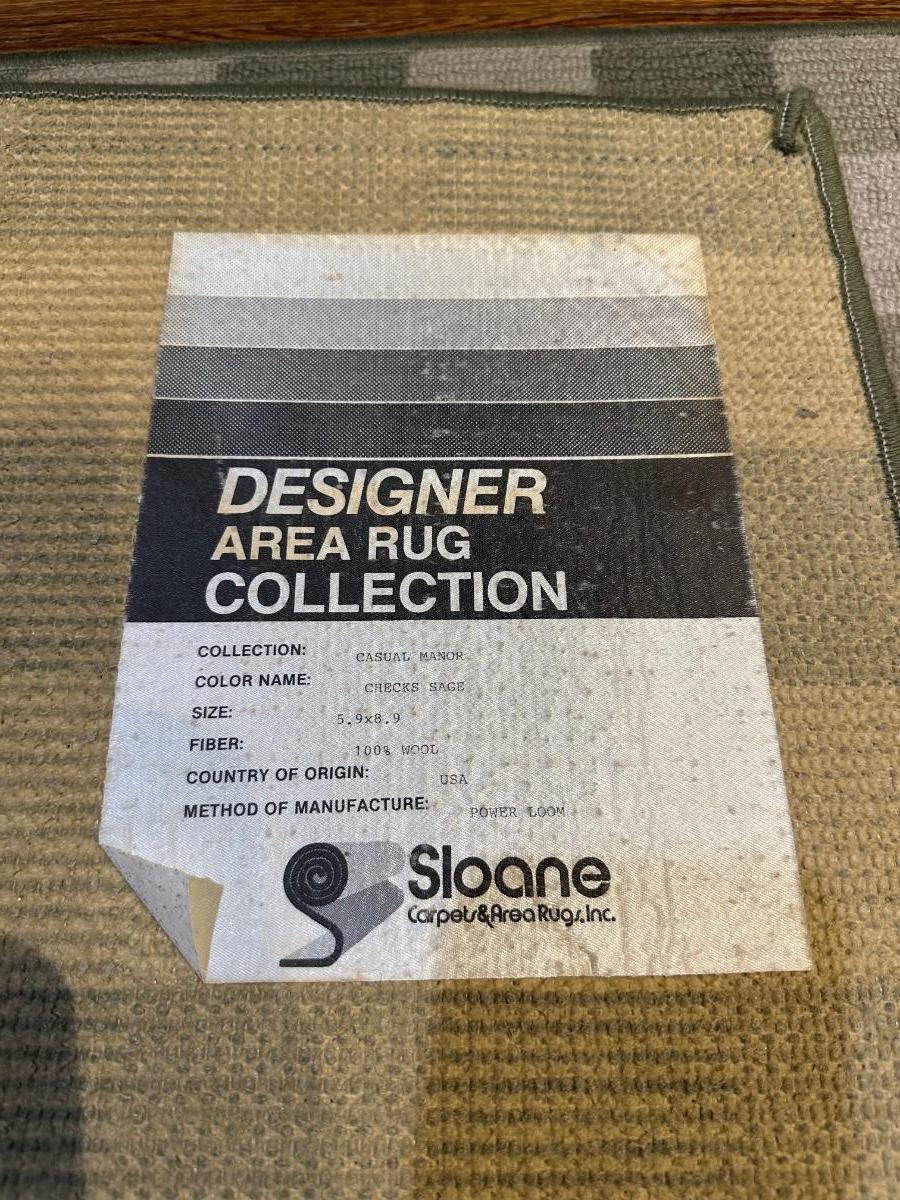 DESIGNER
AREA RUG
COLLECTION
COLLECTION: CASUAL MANOR
COLOR NAME: CHECKS SAGE
SIZE: 5.9x8.9
FIBER: 100% WOOL
COUNTRY OF ORIGIN: USA
METHOD OF MANUFACTURE: POWER LOOM
Sloane
Carpets&AreaRugs,Inc.